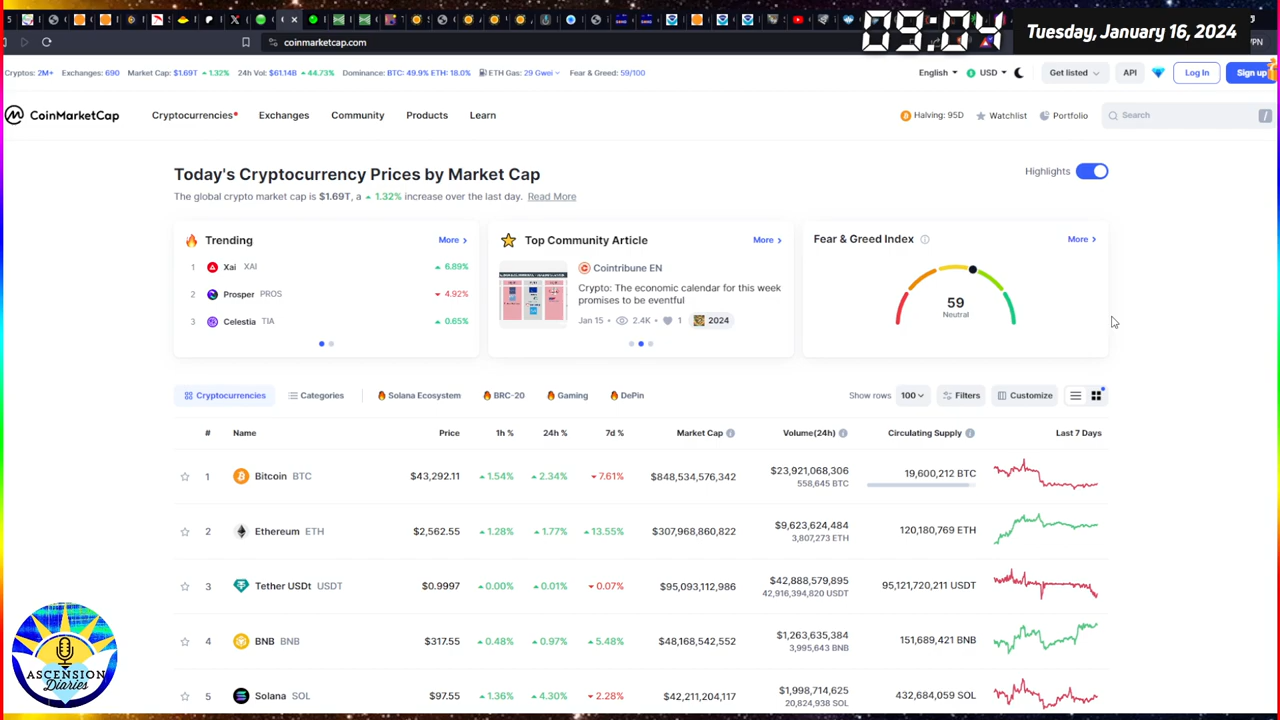 09:04
Tuesday, January 16, 2024
coinmarketcap.com
VPN
Cryptos: 2M+ Exchanges: 690 Market Cap: $1.69T 1.32% 24h Vol: $61.14B 44.73% Dominance: BTC: 49.9% ETH: 18.0% ETH Gas: 29 Gwei Fear & Greed: 59/100
English USD Get listed API Log In Sign up
CoinMarketCap Cryptocurrencies Exchanges Community Products Learn
Halving: 95D Watchlist Portfolio Search /
Today's Cryptocurrency Prices by Market Cap
Highlights
The global crypto market cap is $1.69T, a 1.32% increase over the last day. Read More
Trending More
1 Xai XAI 6.89%
2 Prosper PROS 4.92%
3 Celestia TIA 0.65%
Top Community Article More
Cointribune EN
Crypto: The economic calendar for this week
promises to be eventful
Jan 15 • 2.4K • 1 2024
Fear & Greed Index More
59
Neutral
Cryptocurrencies Categories Solana Ecosystem BRC-20 Gaming DePin
Show rows 100 Filters Customize
# Name Price 1h % 24h % 7d % Market Cap Volume(24h) Circulating Supply Last 7 Days
1 Bitcoin BTC $43,292.11 1.54% 2.34% 7.61% $848,534,576,342 $23,921,068,306 19,600,212 BTC
558,645 BTC
2 Ethereum ETH $2,562.55 1.28% 1.77% 13.55% $307,968,860,822 $9,623,624,484 120,180,769 ETH
3,807,273 ETH
3 Tether USDt USDT $0.9997 0.00% 0.01% 0.07% $95,093,112,986 $42,888,579,895 95,121,720,211 USDT
42,916,394,820 USDT
4 BNB BNB $317.55 0.48% 0.97% 5.48% $48,168,542,552 $1,263,635,384 151,689,421 BNB
3,995,643 BNB
5 Solana SOL $97.55 1.36% 4.30% 2.28% $42,211,204,117 $1,998,714,625 432,684,059 SOL
20,824,938 SOL
ASCENSION
Diaries